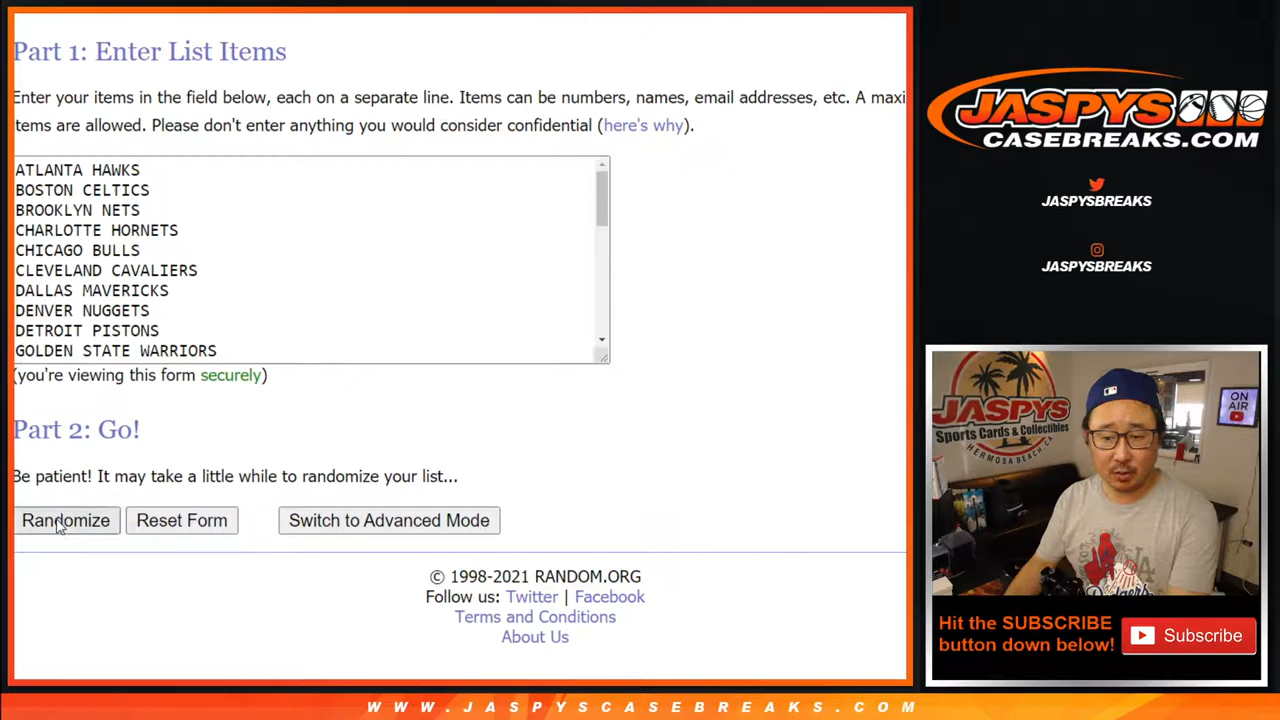 Part 1: Enter List Items
Enter your items in the field below, each on a separate line. Items can be numbers, names, email addresses, etc. A maxi
items are allowed. Please don't enter anything you would consider confidential (here's why).
ATLANTA HAWKS
BOSTON CELTICS
BROOKLYN NETS
CHARLOTTE HORNETS
CHICAGO BULLS
CLEVELAND CAVALIERS
DALLAS MAVERICKS
DENVER NUGGETS
DETROIT PISTONS
GOLDEN STATE WARRIORS
(you're viewing this form securely)
Part 2: Go!
Be patient! It may take a little while to randomize your list...
Randomize Reset Form Switch to Advanced Mode
© 1998-2021 RANDOM.ORG
Follow us: Twitter | Facebook
Terms and Conditions
About Us
JASPYS
CASEBREAKS.COM
JASPYSBREAKS
JASPYSBREAKS
JASPYS
Sports Cards & Collectibles
HERMOSA BEACH, CA
ON
AIR
Dodgers
Hit the SUBSCRIBE
button down below!
Subscribe
WWW.JASPYSCASEBREAKS.COM